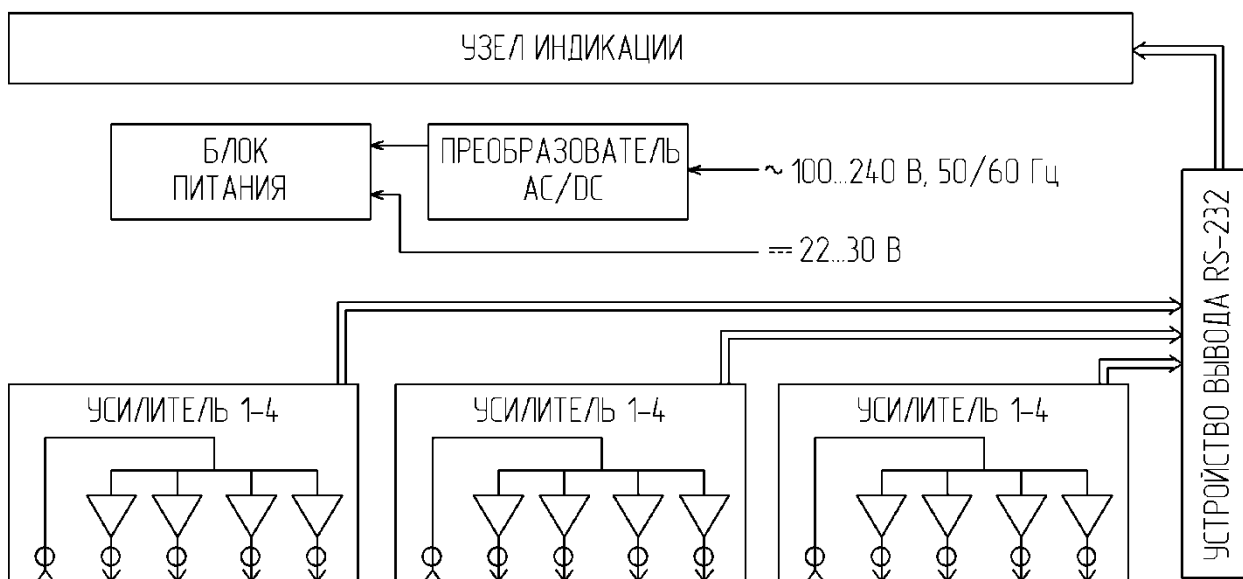 УЗЕЛ ИНДИКАЦИИ
БЛОК
ПИТАНИЯ
ПРЕОБРАЗОВАТЕЛЬ
AC/DC
~ 100...240 В, 50/60 Гц
⎓ 22...30 В
УСТРОЙСТВО ВЫВОДА RS-232
УСИЛИТЕЛЬ 1-4
УСИЛИТЕЛЬ 1-4
УСИЛИТЕЛЬ 1-4